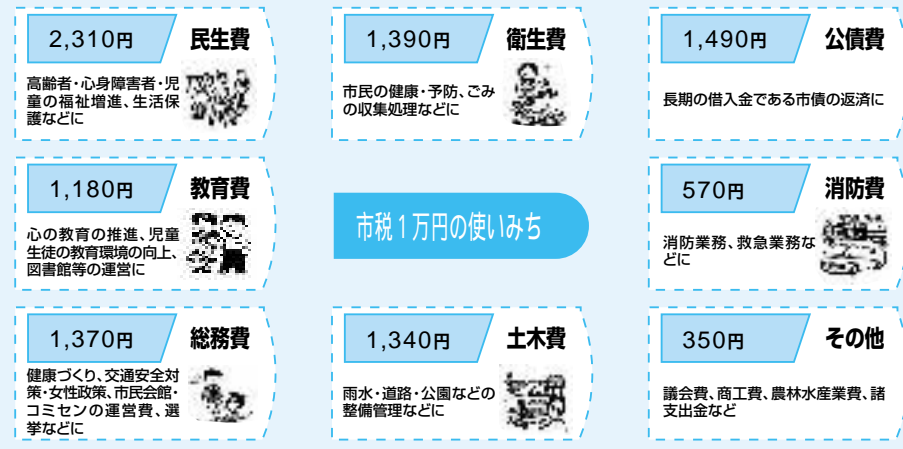 2,310円 民生費
高齢者・心身障害者・児
童の福祉増進、生活保
護などに
1,390円 衛生費
市民の健康・予防、ごみ
の収集処理などに
1,490円 公債費
長期の借入金である市債の返済に
1,180円 教育費
心の教育の推進、児童
生徒の教育環境の向上、
図書館等の運営に
市税1万円の使いみち
570円 消防費
消防業務、救急業務な
どに
1,370円 総務費
健康づくり、交通安全対
策・女性政策、市民会館・
コミセンの運営費、選
挙などに
1,340円 土木費
雨水・道路・公園などの
整備管理などに
350円 その他
議会費、商工費、農林水産業費、諸
支出金など